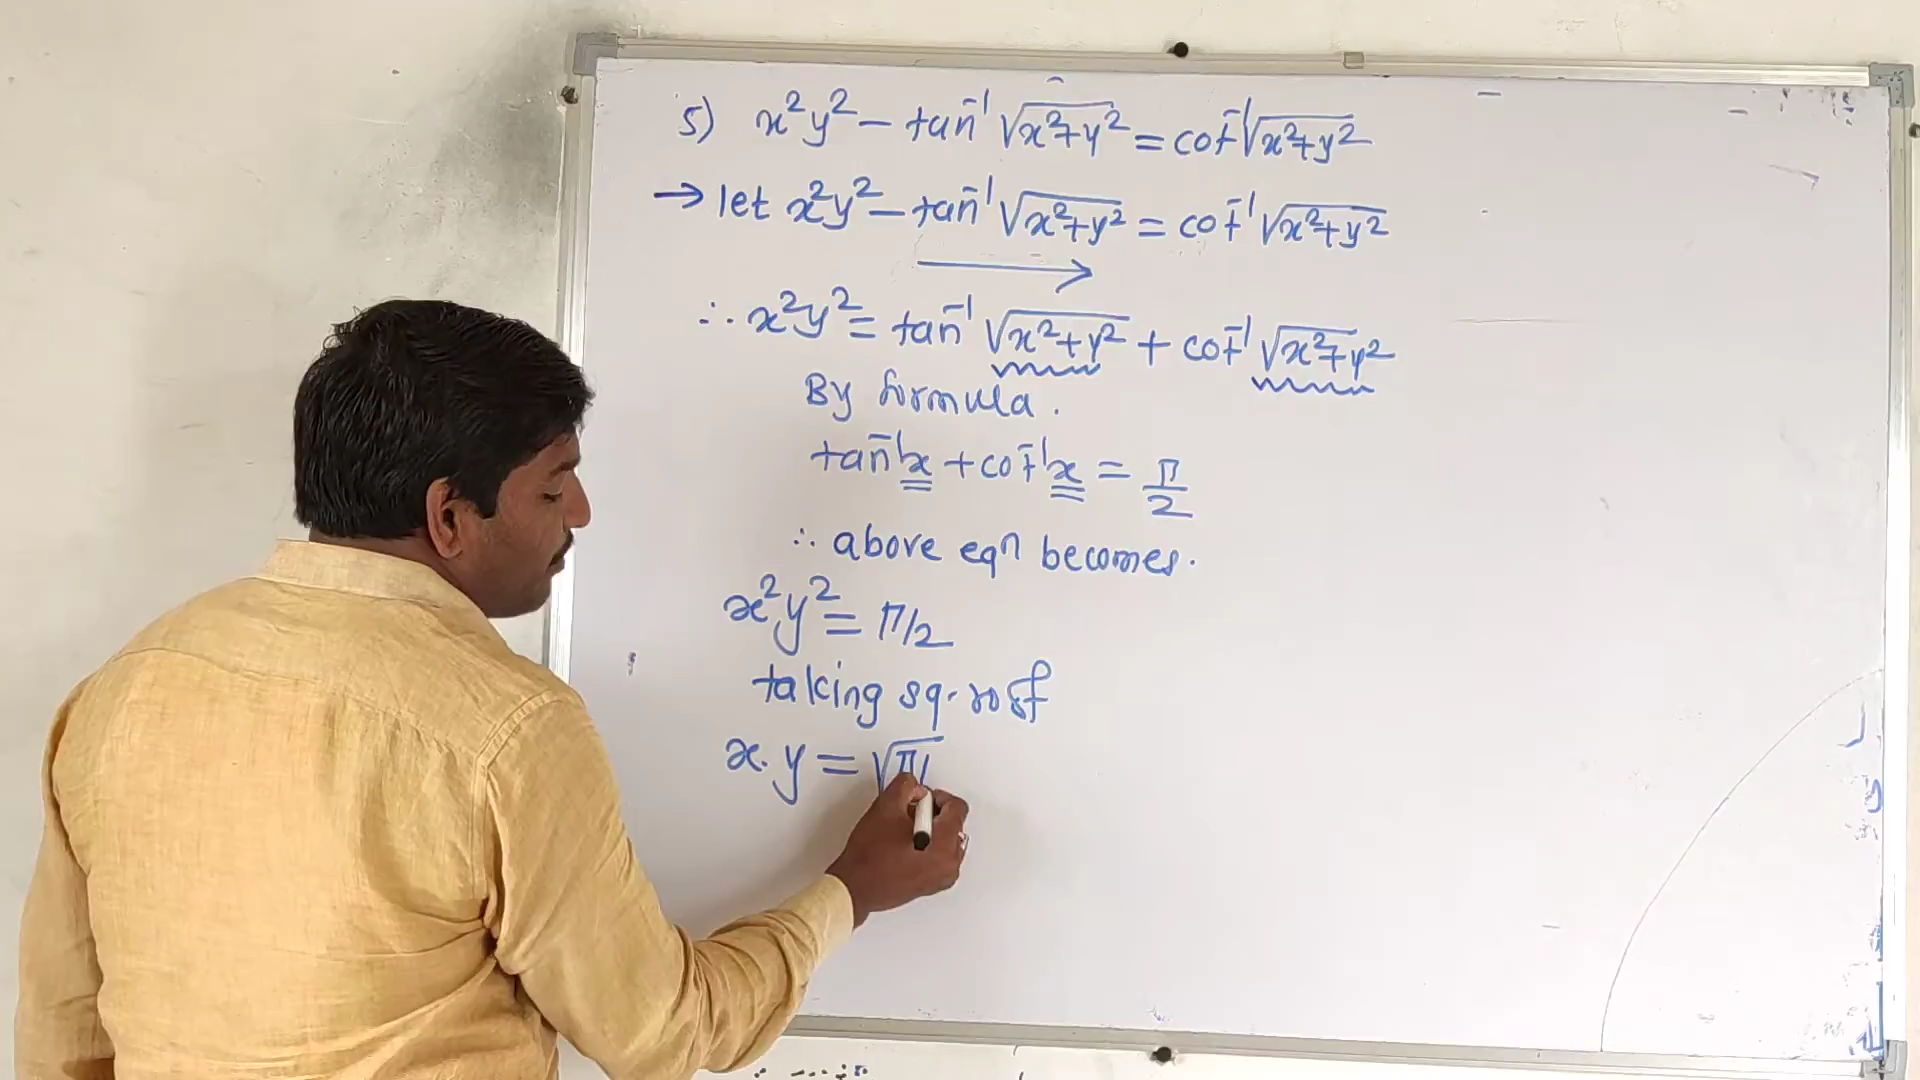 5) x²y² - tan⁻¹ √x²+y² = cot⁻¹ √x²+y²
→ let x²y² - tan⁻¹ √x²+y² = cot⁻¹ √x²+y²
∴ x²y² = tan⁻¹ √x²+y² + cot⁻¹ √x²+y²
By formula.
tan⁻¹x + cot⁻¹x = π/2
∴ above eqn becomes.
x²y² = π/2
taking sq. root
x. y = √π/